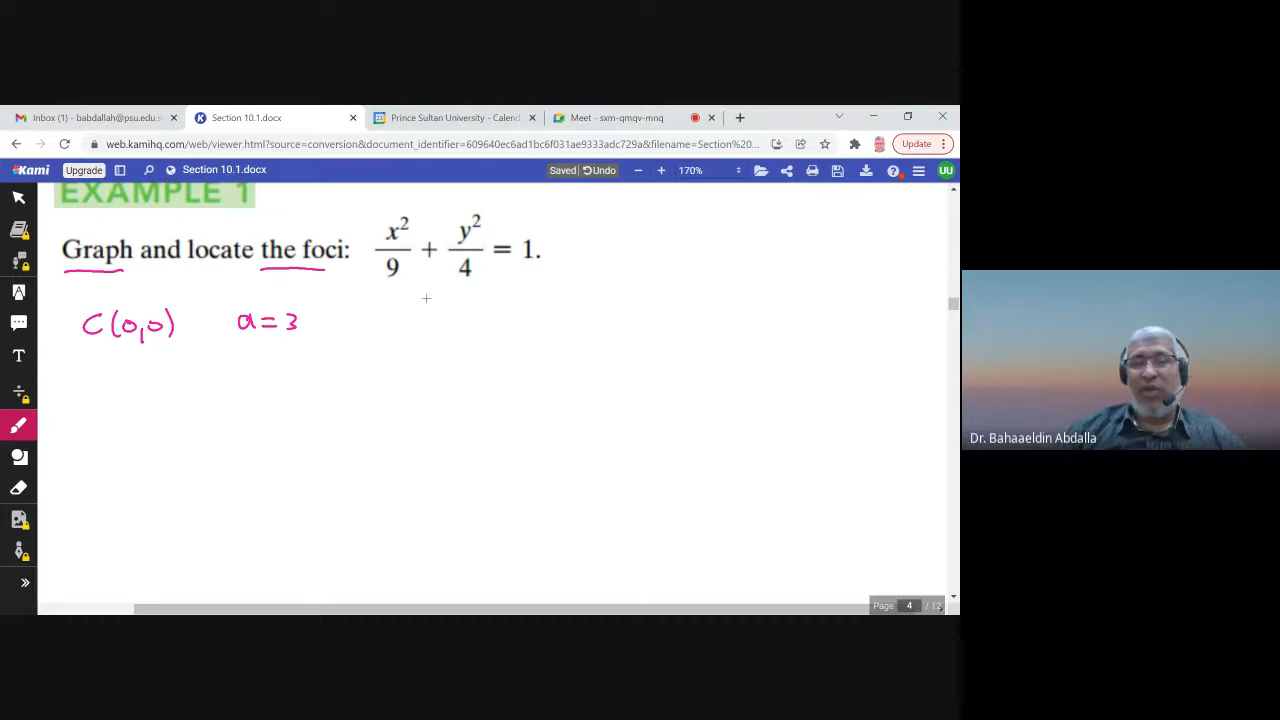 Inbox (1) - babdallah@psu.edu.s
Section 10.1.docx
Prince Sultan University - Calend
Meet - sxm-qmqv-mnq
web.kamihq.com/web/viewer.html?source=conversion&document_identifier=609640ec6ad1bc6f031ae9333adc729a&filename=Section%20...
Update
Kami
Upgrade
Section 10.1.docx
Saved Undo
170%
UU
EXAMPLE 1
Graph and locate the foci: x²/9 + y²/4 = 1.
C(0,0) a = 3
Dr. Bahaaeldin Abdalla
Page 4 / 12